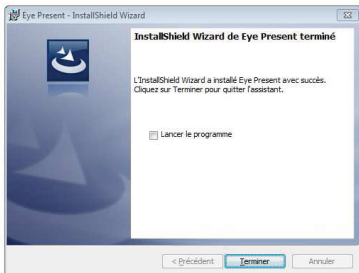 Eye Present - InstallShield Wizard
InstallShield Wizard de Eye Present terminé
L'InstallShield Wizard a installé Eye Present avec succès.
Cliquez sur Terminer pour quitter l'assistant.
Lancer le programme
< Précédent Terminer Annuler